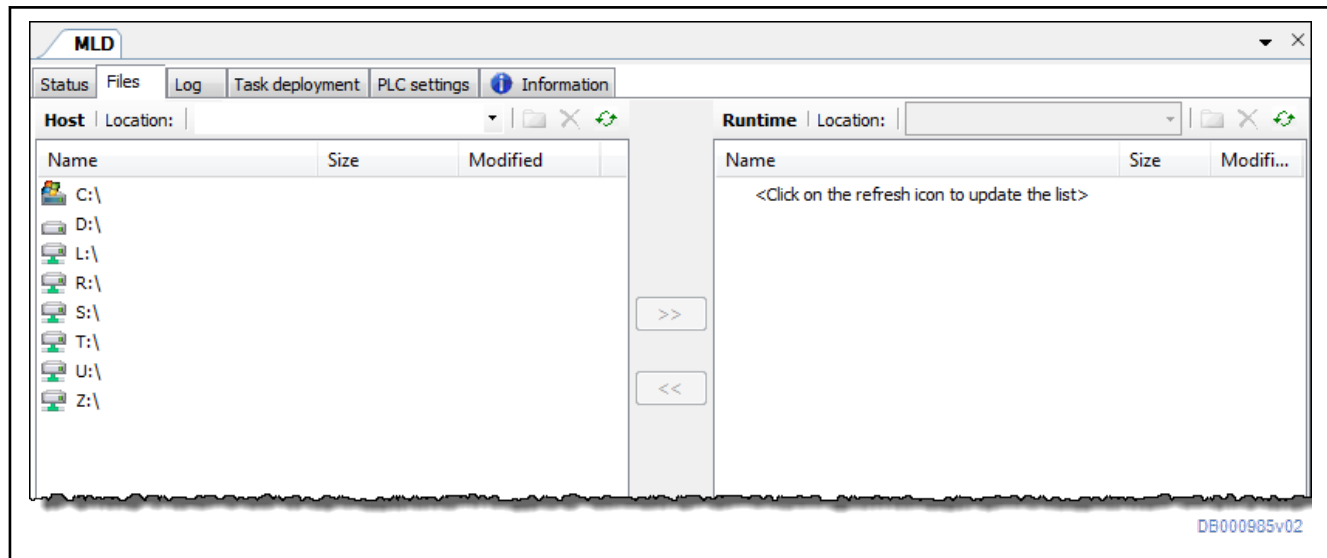 MLD
Status Files Log Task deployment PLC settings Information
Host Location: Runtime Location:
Name Size Modified Name Size Modifi...
C:\ <Click on the refresh icon to update the list>
D:\
L:\
R:\
S:\
T:\
U:\
Z:\
>>
<<
DB000985v02